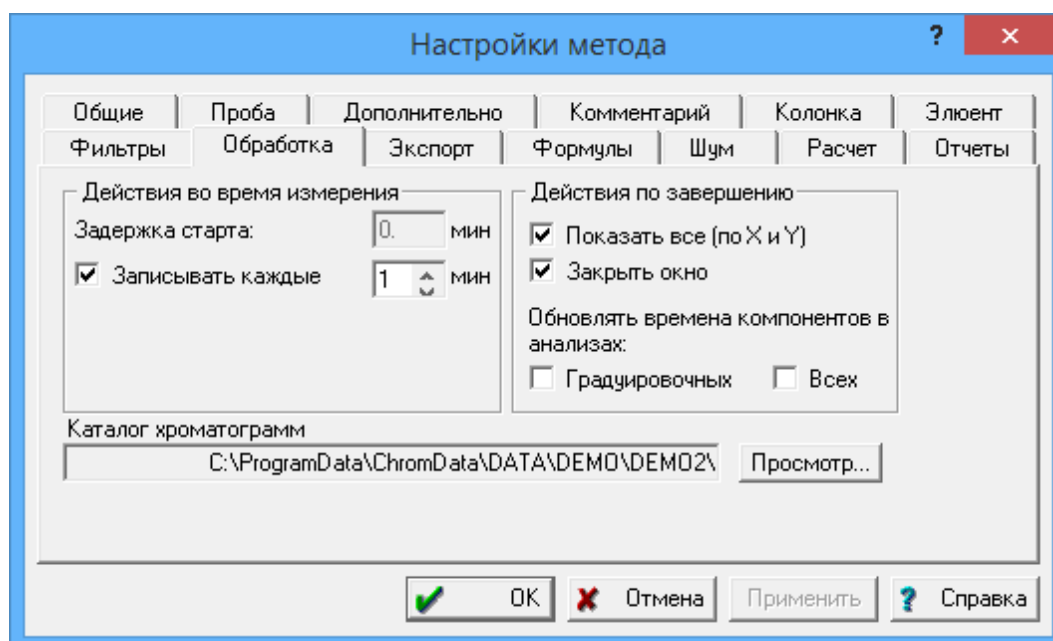 Настройки метода
?
×
Общие
Проба
Дополнительно
Комментарий
Колонка
Элюент
Фильтры
Обработка
Экспорт
Формулы
Шум
Расчет
Отчеты
Действия во время измерения
Задержка старта: 0. мин
Записывать каждые 1 мин
Действия по завершению
Показать все (по X и Y)
Закрыть окно
Обновлять времена компонентов в
анализах:
Градуировочных
Всех
Каталог хроматограмм
C:\ProgramData\ChromData\DATA\DEMO\DEMO2\
Просмотр...
OK
Отмена
Применить
? Справка